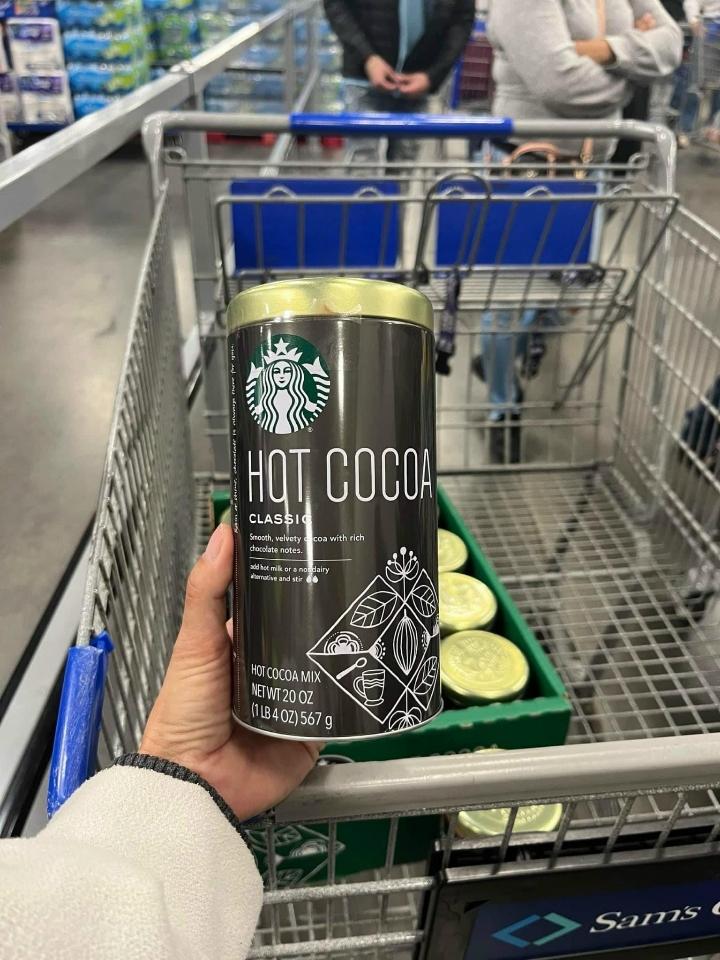 HOT COCOA
CLASSIC
Smooth, velvety cocoa with rich
chocolate notes.
add hot milk or a nondairy
alternative and stir
HOT COCOA MIX
NET WT 20 OZ
(1 LB 4 OZ) 567 g
Sam's